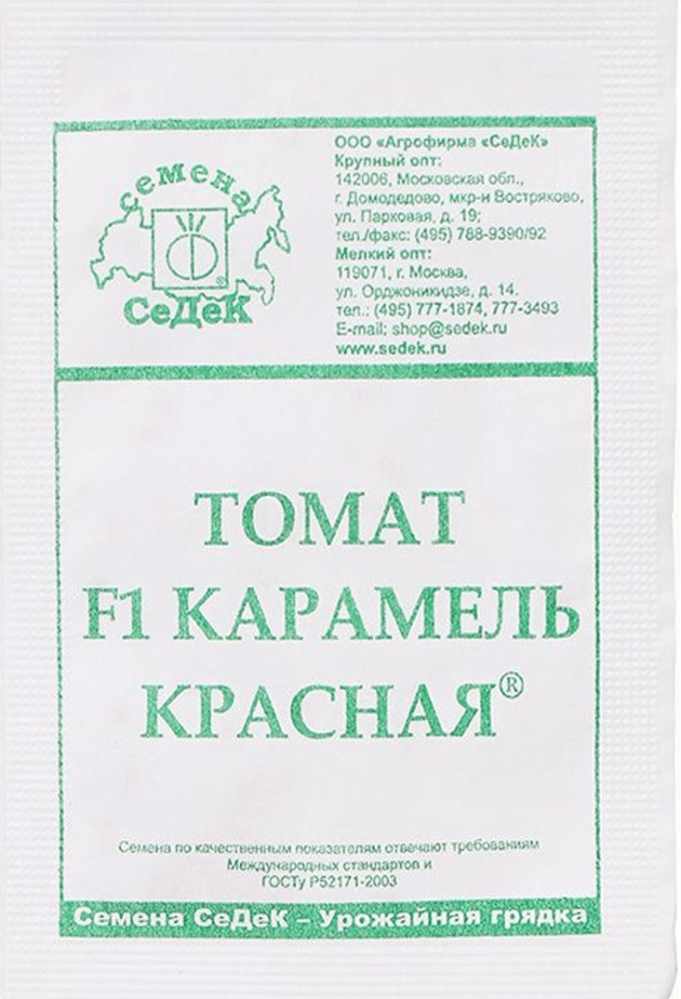 семена
СеДеК
®
ООО «Агрофирма «СеДеК»
Крупный опт:
142006, Московская обл.,
г. Домодедово, мкр-н Востряково,
ул. Парковая, д. 19;
тел./факс: (495) 788-9390/92
Мелкий опт:
119071, г. Москва,
ул. Орджоникидзе, д. 14.
тел.: (495) 777-1874, 777-3493
E-mail: shop@sedek.ru
www.sedek.ru
ТОМАТ
F1 КАРАМЕЛЬ
КРАСНАЯ®
Семена по качественным показателям отвечают требованиям
Международных стандартов и
ГОСТу Р52171-2003
Семена СеДеК – Урожайная грядка